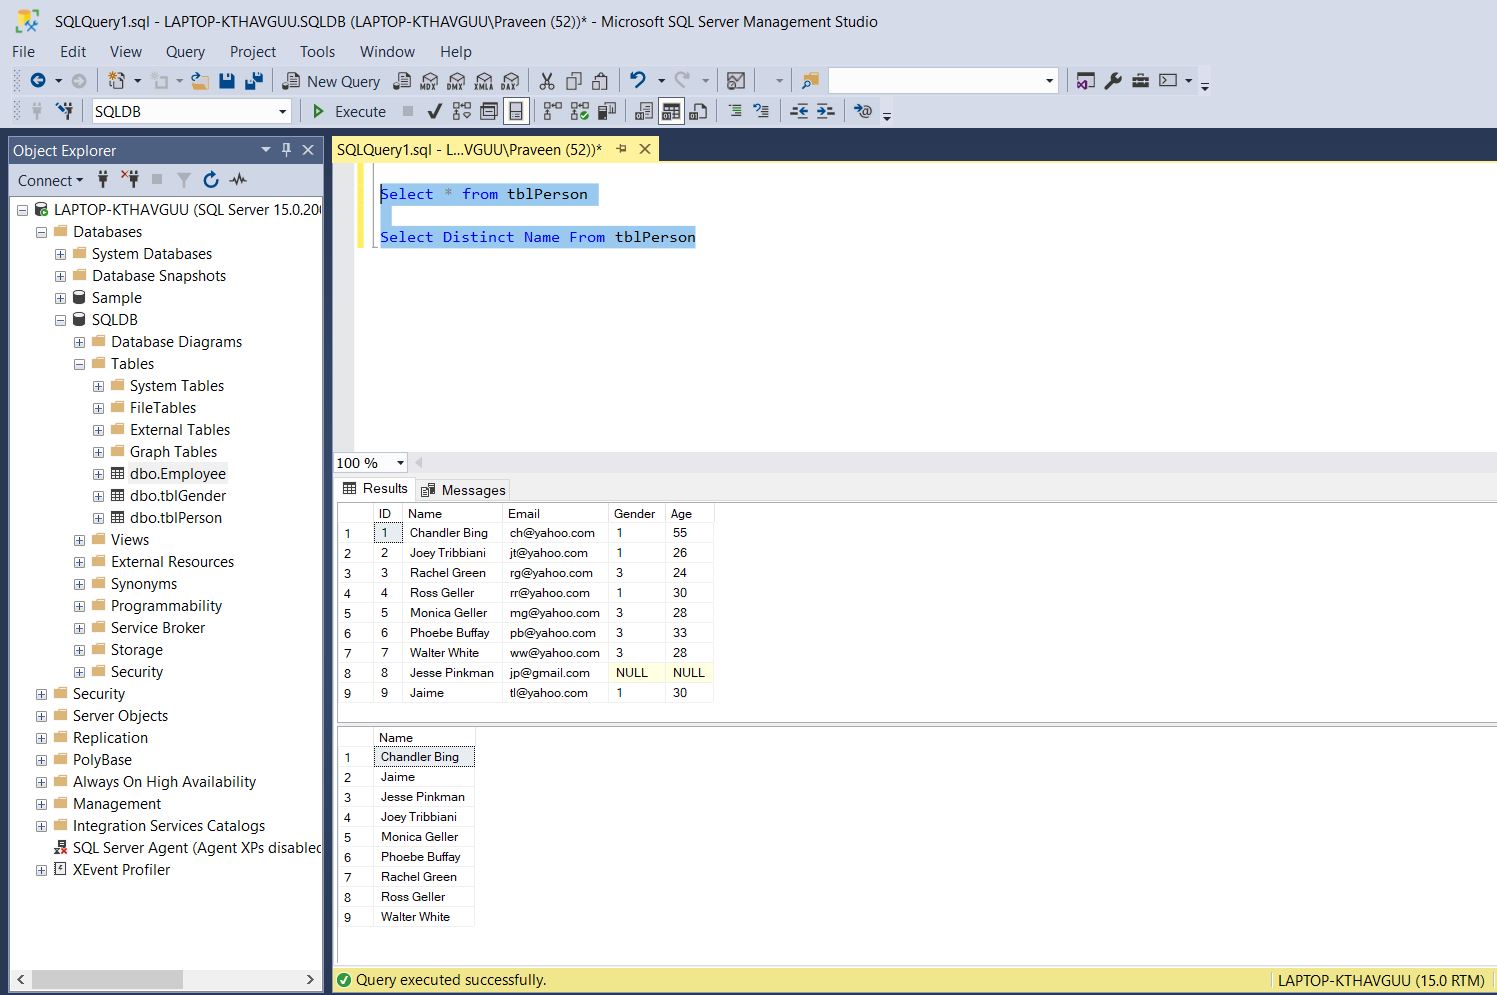 SQLQuery1.sql - LAPTOP-KTHAVGUU.SQLDB (LAPTOP-KTHAVGUU\Praveen (52))* - Microsoft SQL Server Management Studio
File Edit View Query Project Tools Window Help
New Query MDX DMX XMLA DAX
SQLDB Execute
Object Explorer
Connect
LAPTOP-KTHAVGUU (SQL Server 15.0.200
Databases
System Databases
Database Snapshots
Sample
SQLDB
Database Diagrams
Tables
System Tables
FileTables
External Tables
Graph Tables
dbo.Employee
dbo.tblGender
dbo.tblPerson
Views
External Resources
Synonyms
Programmability
Service Broker
Storage
Security
Security
Server Objects
Replication
PolyBase
Always On High Availability
Management
Integration Services Catalogs
SQL Server Agent (Agent XPs disabled
XEvent Profiler
SQLQuery1.sql - L...VGUU\Praveen (52))*
Select * from tblPerson
Select Distinct Name From tblPerson
100 %
Results Messages
ID Name Email Gender Age
1 1 Chandler Bing ch@yahoo.com 1 55
2 2 Joey Tribbiani jt@yahoo.com 1 26
3 3 Rachel Green rg@yahoo.com 3 24
4 4 Ross Geller rr@yahoo.com 1 30
5 5 Monica Geller mg@yahoo.com 3 28
6 6 Phoebe Buffay pb@yahoo.com 3 33
7 7 Walter White ww@yahoo.com 3 28
8 8 Jesse Pinkman jp@gmail.com NULL NULL
9 9 Jaime tl@yahoo.com 1 30
Name
1 Chandler Bing
2 Jaime
3 Jesse Pinkman
4 Joey Tribbiani
5 Monica Geller
6 Phoebe Buffay
7 Rachel Green
8 Ross Geller
9 Walter White
Query executed successfully.
LAPTOP-KTHAVGUU (15.0 RTM)